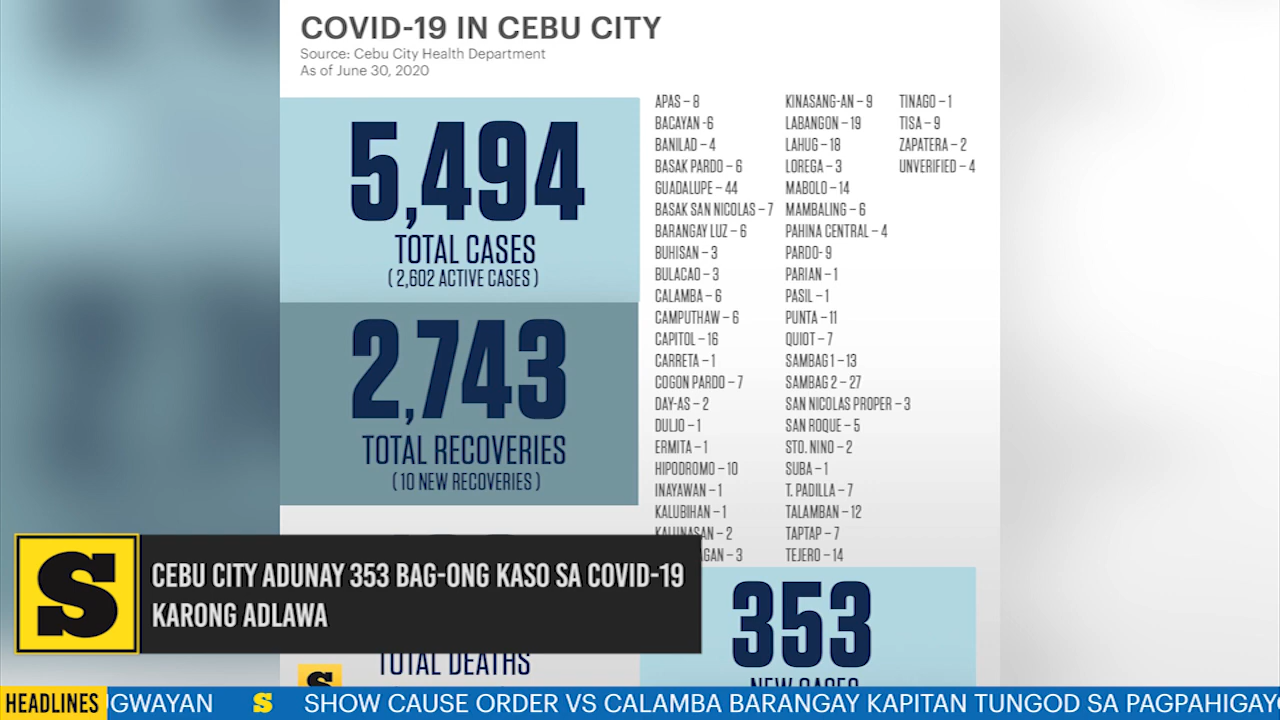 COVID-19 IN CEBU CITY
Source: Cebu City Health Department
As of June 30, 2020
5,494
TOTAL CASES
( 2,602 ACTIVE CASES )
2,743
TOTAL RECOVERIES
( 10 NEW RECOVERIES )
TOTAL DEATHS
APAS – 8
BACAYAN -6
BANILAD – 4
BASAK PARDO – 6
GUADALUPE – 44
BASAK SAN NICOLAS – 7
BARANGAY LUZ – 6
BUHISAN – 3
BULACAO – 3
CALAMBA – 6
CAMPUTHAW – 6
CAPITOL – 16
CARRETA – 1
COGON PARDO – 7
DAY-AS – 2
DULJO – 1
ERMITA – 1
HIPODROMO – 10
INAYAWAN – 1
KALUBIHAN – 1
KALUNASAN – 2
AGAN – 3
KINASANG-AN – 9
LABANGON – 19
LAHUG – 18
LOREGA – 3
MABOLO – 14
MAMBALING – 6
PAHINA CENTRAL – 4
PARDO- 9
PARIAN – 1
PASIL – 1
PUNTA – 11
QUIOT – 7
SAMBAG 1 – 13
SAMBAG 2 – 27
SAN NICOLAS PROPER – 3
SAN ROQUE – 5
STO. NINO – 2
SUBA – 1
T. PADILLA – 7
TALAMBAN – 12
TAPTAP – 7
TEJERO – 14
TINAGO – 1
TISA – 9
ZAPATERA – 2
UNVERIFIED – 4
353
NEW CASES
S
CEBU CITY ADUNAY 353 BAG-ONG KASO SA COVID-19
KARONG ADLAWA
S
HEADLINES GWAYAN S SHOW CAUSE ORDER VS CALAMBA BARANGAY KAPITAN TUNGOD SA PAGPAHIGAYO